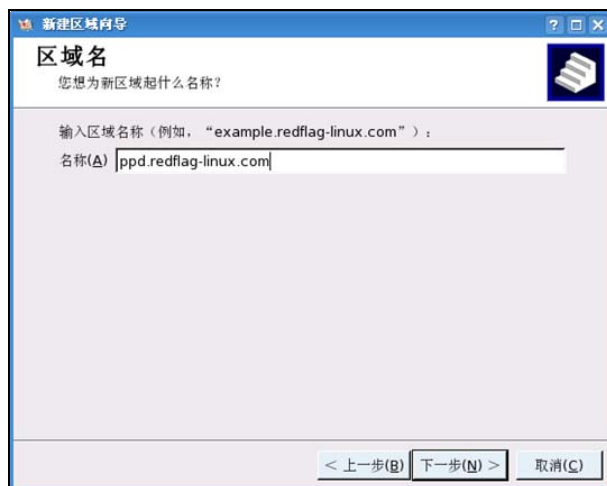 新建区域向导
区域名
您想为新区域起什么名称？
输入区域名称（例如，“example.redflag-linux.com”）：
名称(A) ppd.redflag-linux.com
< 上一步(B) 下一步(N) > 取消(C)